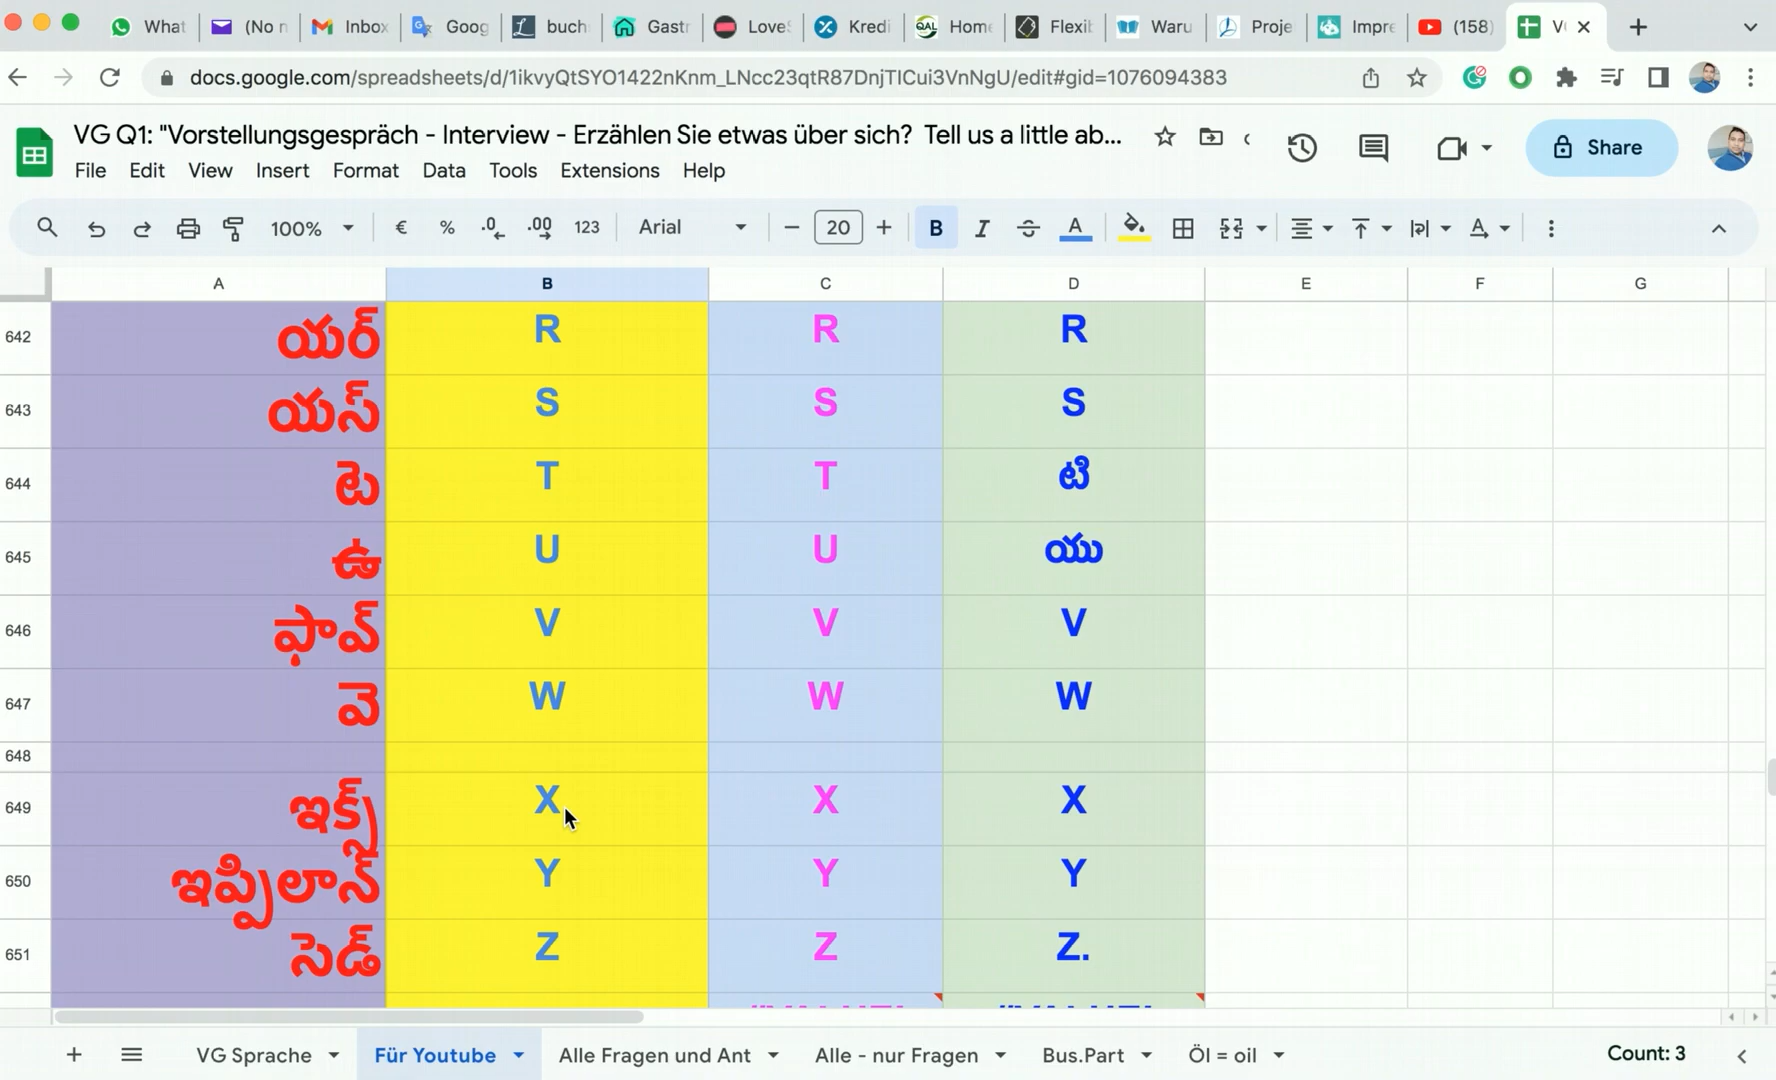 What
(No n
Inbox
Goog
buch
Gastr
Love
Kredi
Home
Flexib
Waru
Proje
Impre
(158)
docs.google.com/spreadsheets/d/1ikvyQtSYO1422nKnm_LNcc23qtR87DnjTlCui3VnNgU/edit#gid=1076094383
VG Q1: "Vorstellungsgespräch - Interview - Erzählen Sie etwas über sich? Tell us a little ab...
File Edit View Insert Format Data Tools Extensions Help
Share
100% € % .0 .00 123 Arial − 20 + B I S A
A B C D E F G
642 యర్ R R R
643 యస్ S S S
644 టె T T టి
645 ఉ U U యు
646 ఫావ్ V V V
647 వె W W W
648
649 ఇక్స్ X X X
650 ఇప్సిలాన్ Y Y Y
651 సెడ్ Z Z Z.
+ VG Sprache Für Youtube Alle Fragen und Ant Alle - nur Fragen Bus.Part Öl = oil Count: 3